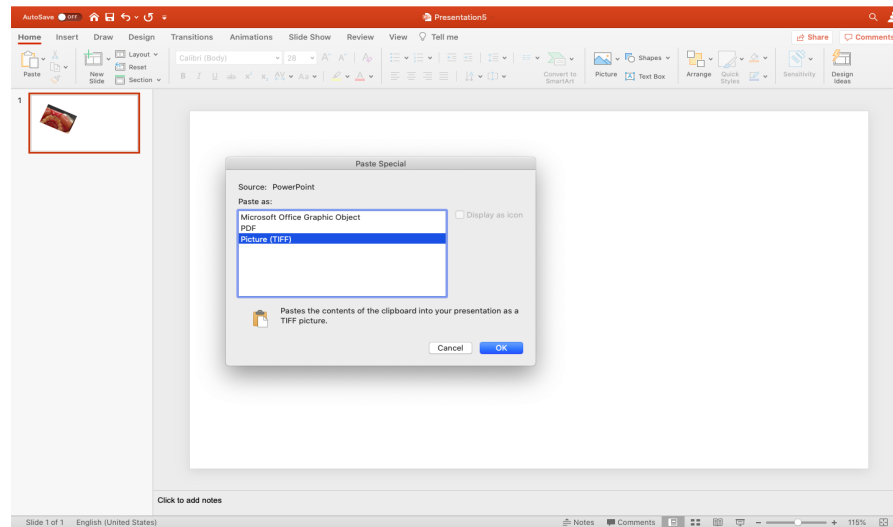 AutoSave OFF Presentation5
Home Insert Draw Design Transitions Animations Slide Show Review View Tell me Share Comments
Paste New Slide Layout Reset Section Calibri (Body) 28 Convert to SmartArt Picture Shapes Text Box Arrange Quick Styles Sensitivity Design Ideas
1
Paste Special
Source: PowerPoint
Paste as:
Microsoft Office Graphic Object
Display as icon
PDF
Picture (TIFF)
Pastes the contents of the clipboard into your presentation as a
TIFF picture.
Cancel OK
Click to add notes
Slide 1 of 1 English (United States) Notes Comments 115%